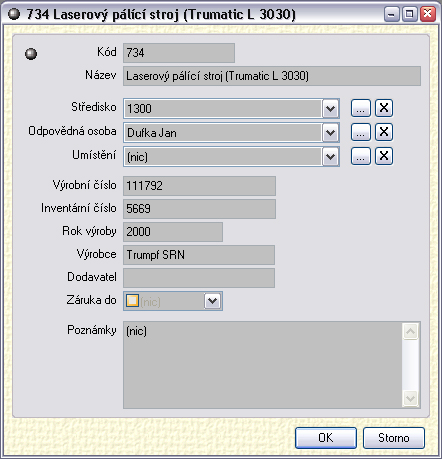 734 Laserový pálící stroj (Trumatic L 3030)
Kód 734
Název Laserový pálící stroj (Trumatic L 3030)
Středisko 1300 ... X
Odpovědná osoba Dufka Jan ... X
Umístění (nic) ... X
Výrobní číslo 111792
Inventární číslo 5669
Rok výroby 2000
Výrobce Trumpf SRN
Dodavatel
Záruka do (nic)
Poznámky (nic)
OK Storno